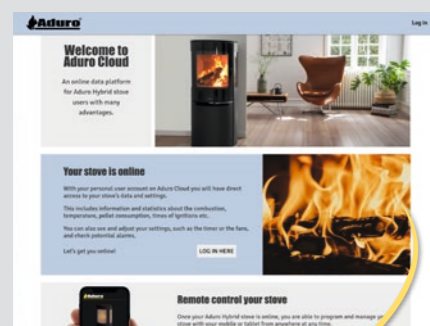 Aduro
Log in
Welcome to
Aduro Cloud
An online data platform
for Aduro Hybrid stove
users with many
advantages.
Your stove is online
With your personal user account on Aduro Cloud you will have direct
access to your stove's data and settings.
This includes information and statistics about the combustion,
temperature, pellet consumption, times of ignitions etc.
You can also see and adjust your settings, such as the timer or the fans,
and check potential alarms.
Let's get you online!
LOG IN HERE
Remote control your stove
Once your Aduro Hybrid stove is online, you are able to program and manage
stove with your mobile or tablet from anywhere at any time.
Aduro